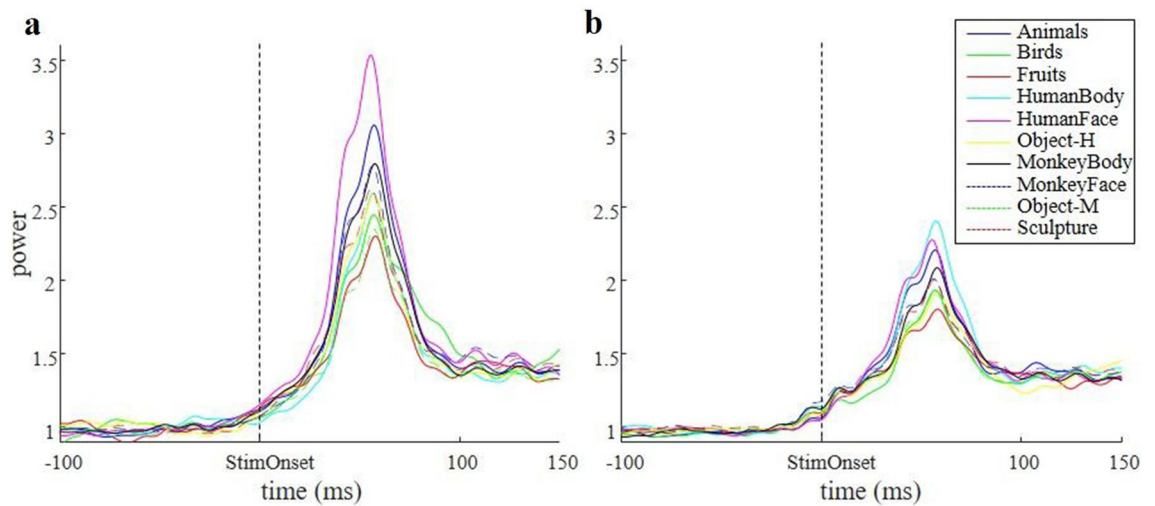 a
b
3.5
3
2.5
2
1.5
1
power
-100
StimOnset
100
150
time (ms)
3.5
3
2.5
2
1.5
1
-100
StimOnset
100
150
time (ms)
Animals
Birds
Fruits
HumanBody
HumanFace
Object-H
MonkeyBody
MonkeyFace
Object-M
Sculpture